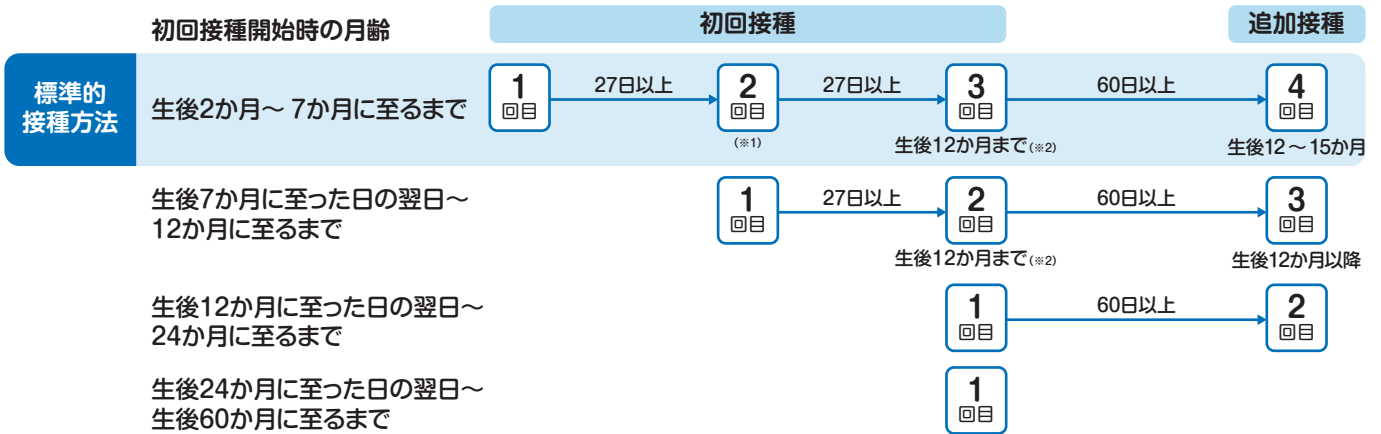 初回接種開始時の月齢
初回接種
追加接種
標準的
接種方法
生後2か月～ 7か月に至るまで
1
回目
27日以上
2
回目
(※1)
27日以上
3
回目
生後12か月まで(※2)
60日以上
4
回目
生後12～15か月
生後7か月に至った日の翌日～
12か月に至るまで
1
回目
27日以上
2
回目
生後12か月まで(※2)
60日以上
3
回目
生後12か月以降
生後12か月に至った日の翌日～
24か月に至るまで
1
回目
60日以上
2
回目
生後24か月に至った日の翌日～
生後60か月に至るまで
1
回目